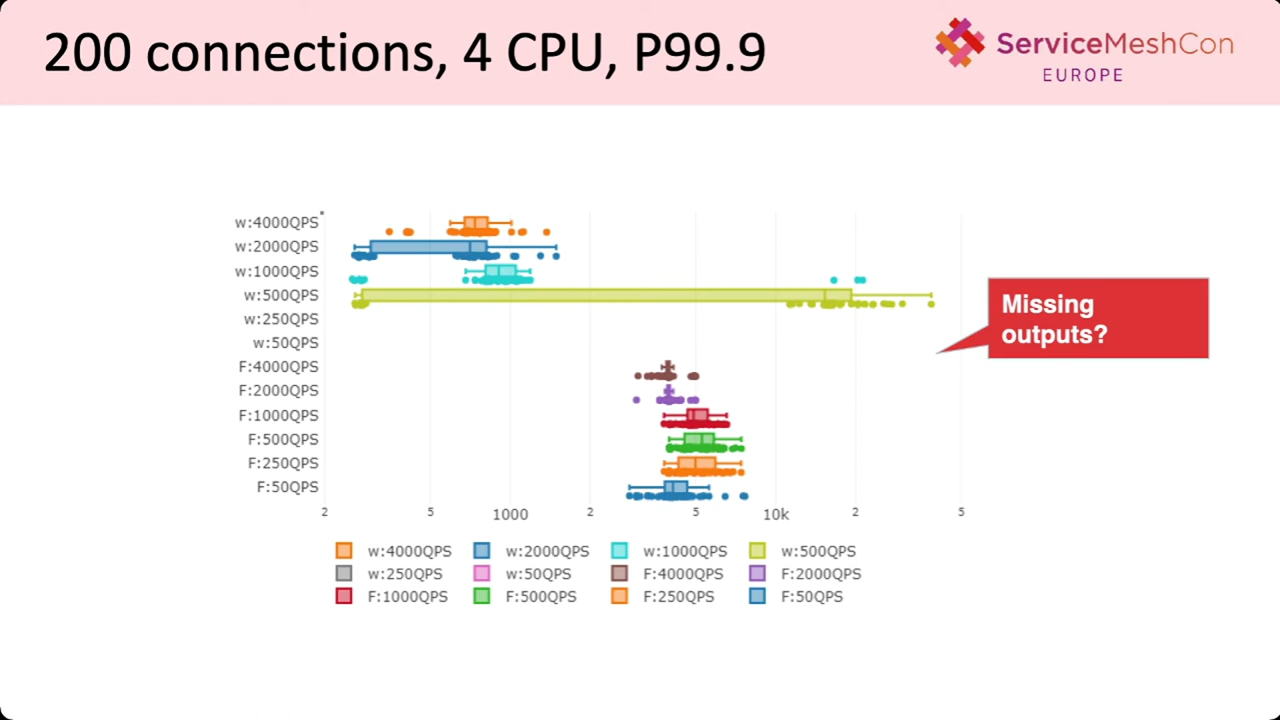 200 connections, 4 CPU, P99.9
ServiceMeshCon
EUROPE
w:4000QPS
w:2000QPS
w:1000QPS
w:500QPS
w:250QPS
w:50QPS
F:4000QPS
F:2000QPS
F:1000QPS
F:500QPS
F:250QPS
F:50QPS
Missing
outputs?
2 5 1000 2 5 10k 2 5
w:4000QPS w:2000QPS w:1000QPS w:500QPS
w:250QPS w:50QPS F:4000QPS F:2000QPS
F:1000QPS F:500QPS F:250QPS F:50QPS